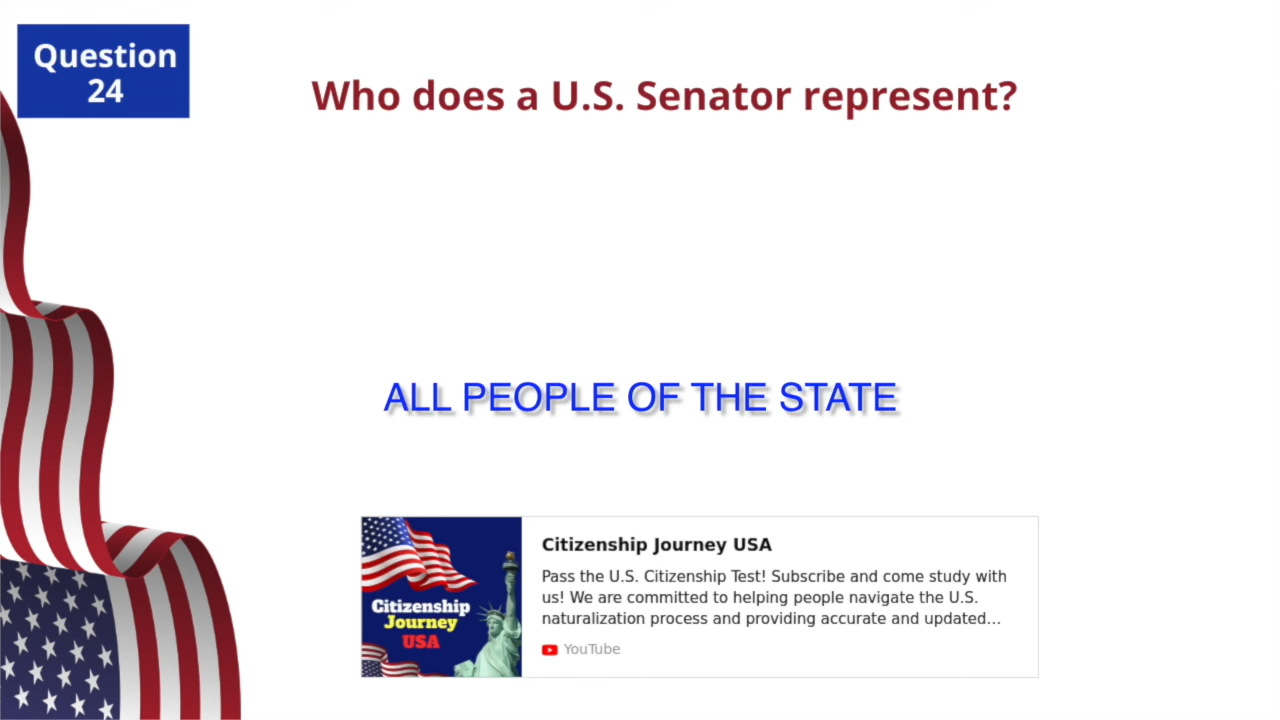 Question
24
Who does a U.S. Senator represent?
ALL PEOPLE OF THE STATE
Citizenship
Journey
USA
Citizenship Journey USA
Pass the U.S. Citizenship Test! Subscribe and come study with
us! We are committed to helping people navigate the U.S.
naturalization process and providing accurate and updated...
YouTube